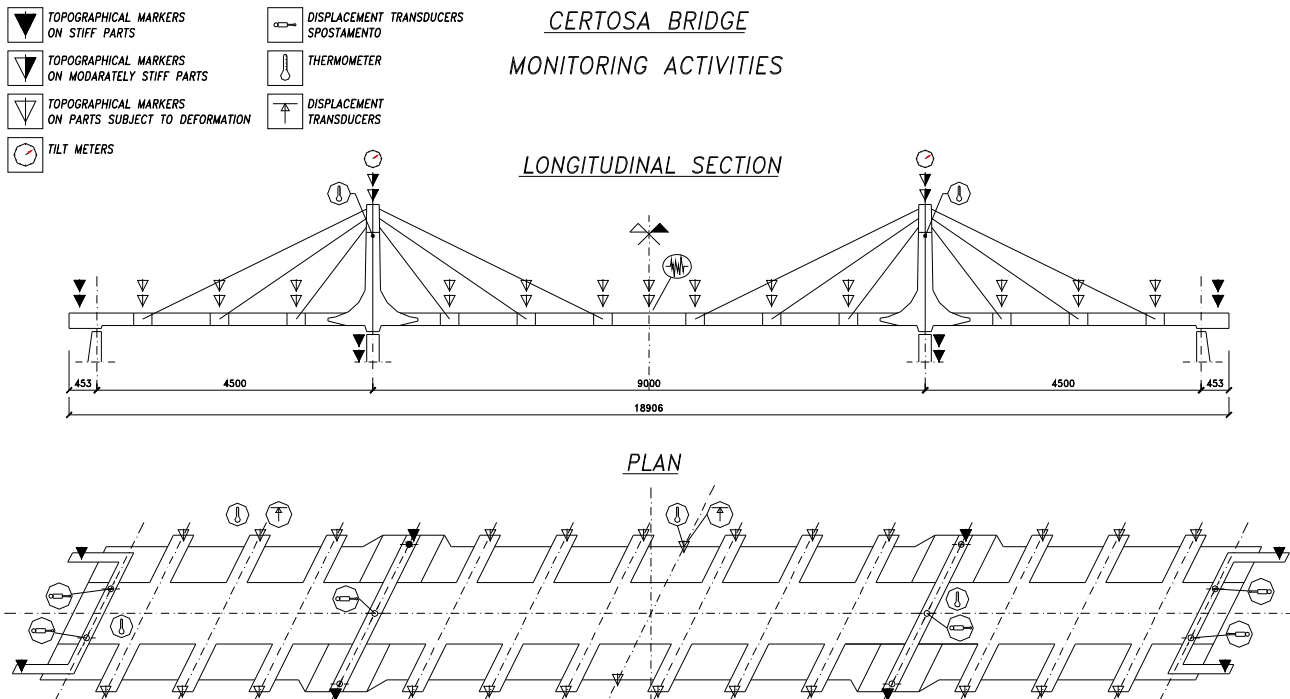 TOPOGRAPHICAL MARKERS
ON STIFF PARTS
TOPOGRAPHICAL MARKERS
ON MODARATELY STIFF PARTS
TOPOGRAPHICAL MARKERS
ON PARTS SUBJECT TO DEFORMATION
TILT METERS
DISPLACEMENT TRANSDUCERS
SPOSTAMENTO
THERMOMETER
DISPLACEMENT
TRANSDUCERS
CERTOSA BRIDGE
MONITORING ACTIVITIES
LONGITUDINAL SECTION
453
4500
9000
4500
453
18906
PLAN